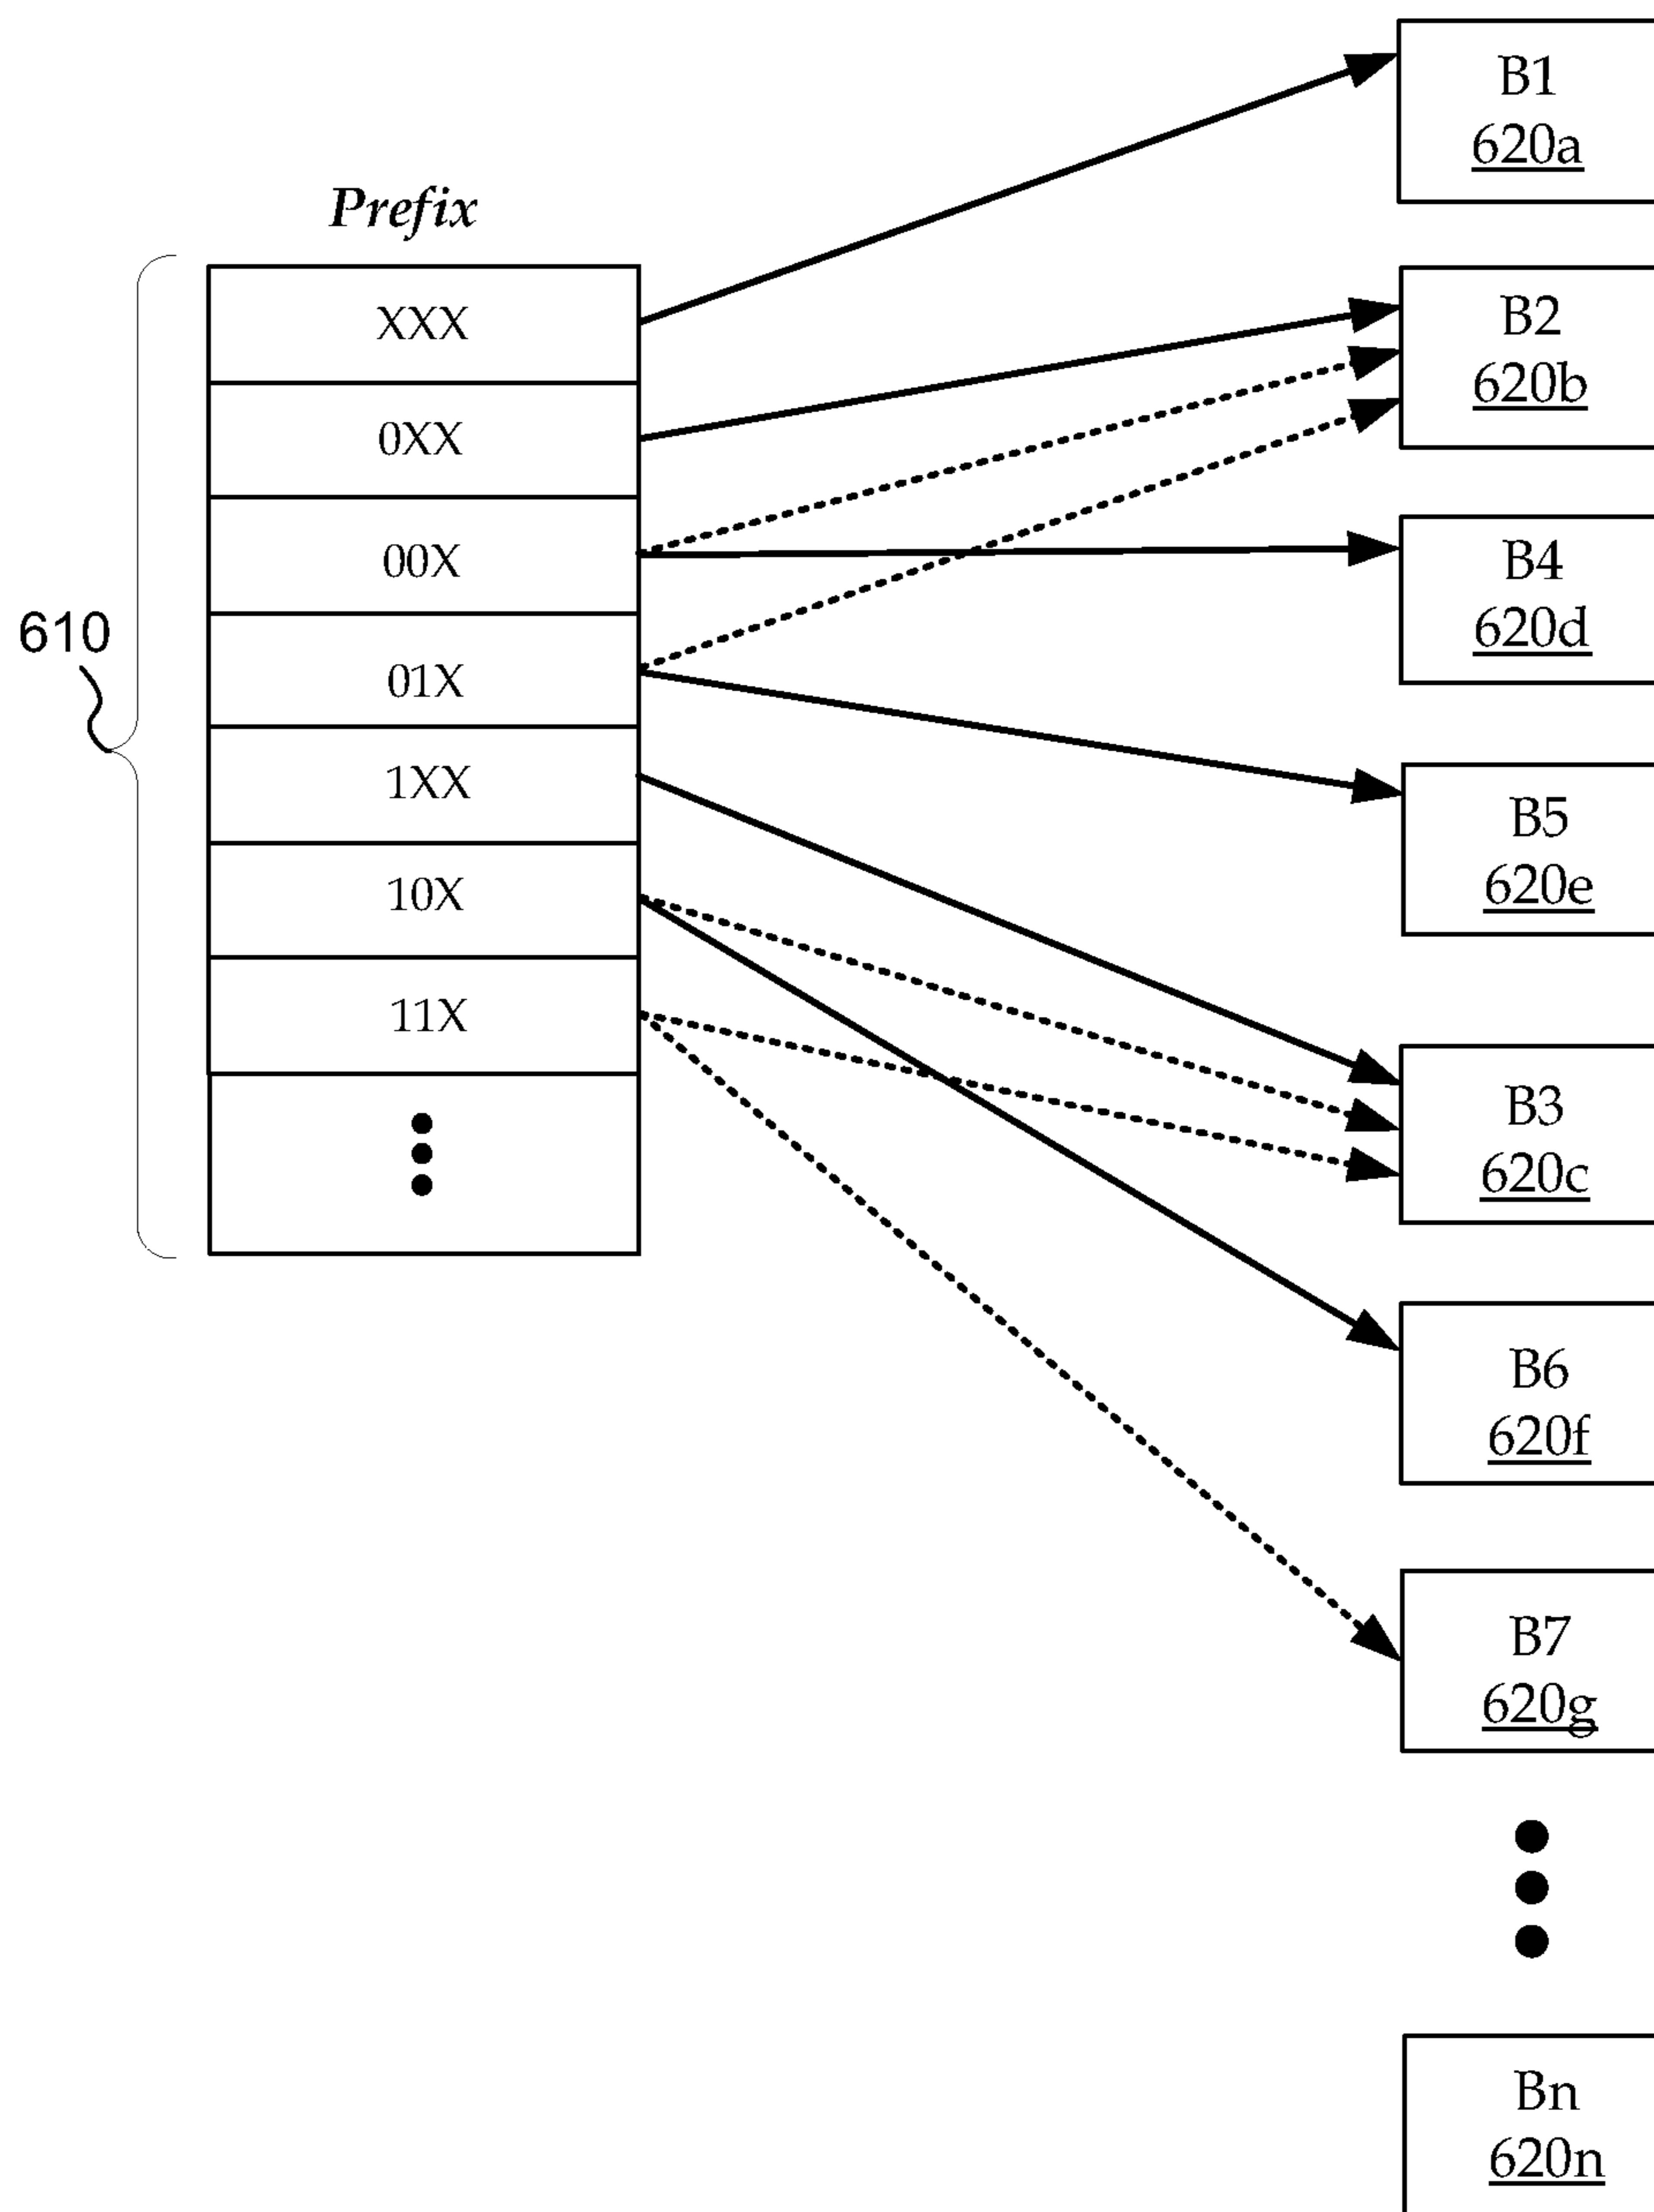 Prefix
XXX
0XX
00X
01X
1XX
10X
11X
610
B1
620a
B2
620b
B4
620d
B5
620e
B3
620c
B6
620f
B7
620g
Bn
620n